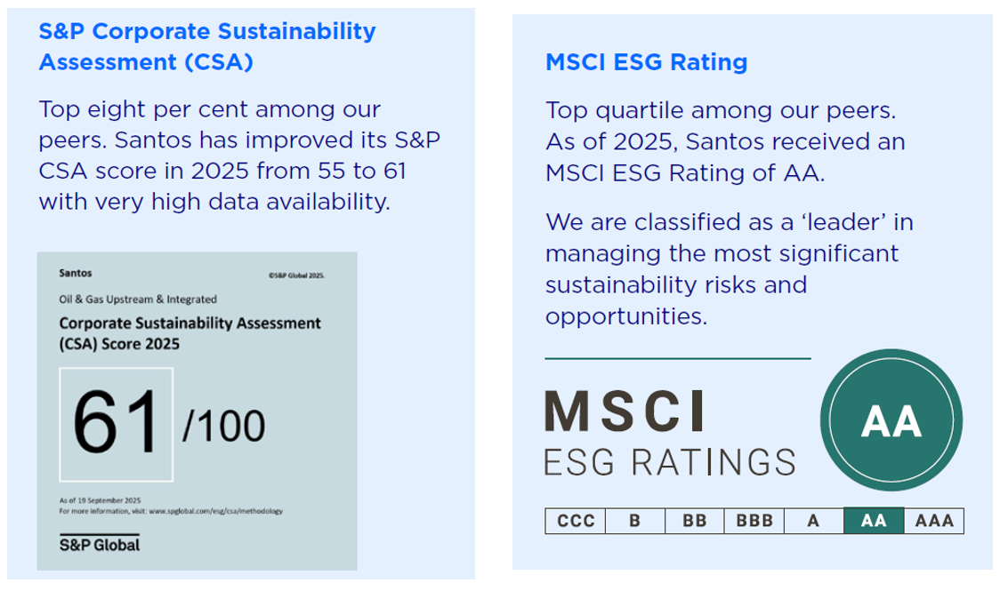 S&P Corporate Sustainability
Assessment (CSA)
Top eight per cent among our
peers. Santos has improved its S&P
CSA score in 2025 from 55 to 61
with very high data availability.
Santos
©S&P Global 2025.
Oil & Gas Upstream & Integrated
Corporate Sustainability Assessment
(CSA) Score 2025
61 /100
As of 19 September 2025
For more information, visit: www.spglobal.com/esg/csa/methodology
S&P Global
MSCI ESG Rating
Top quartile among our peers.
As of 2025, Santos received an
MSCI ESG Rating of AA.
We are classified as a ‘leader’ in
managing the most significant
sustainability risks and
opportunities.
MSCI
ESG RATINGS
AA
CCC B BB BBB A AA AAA